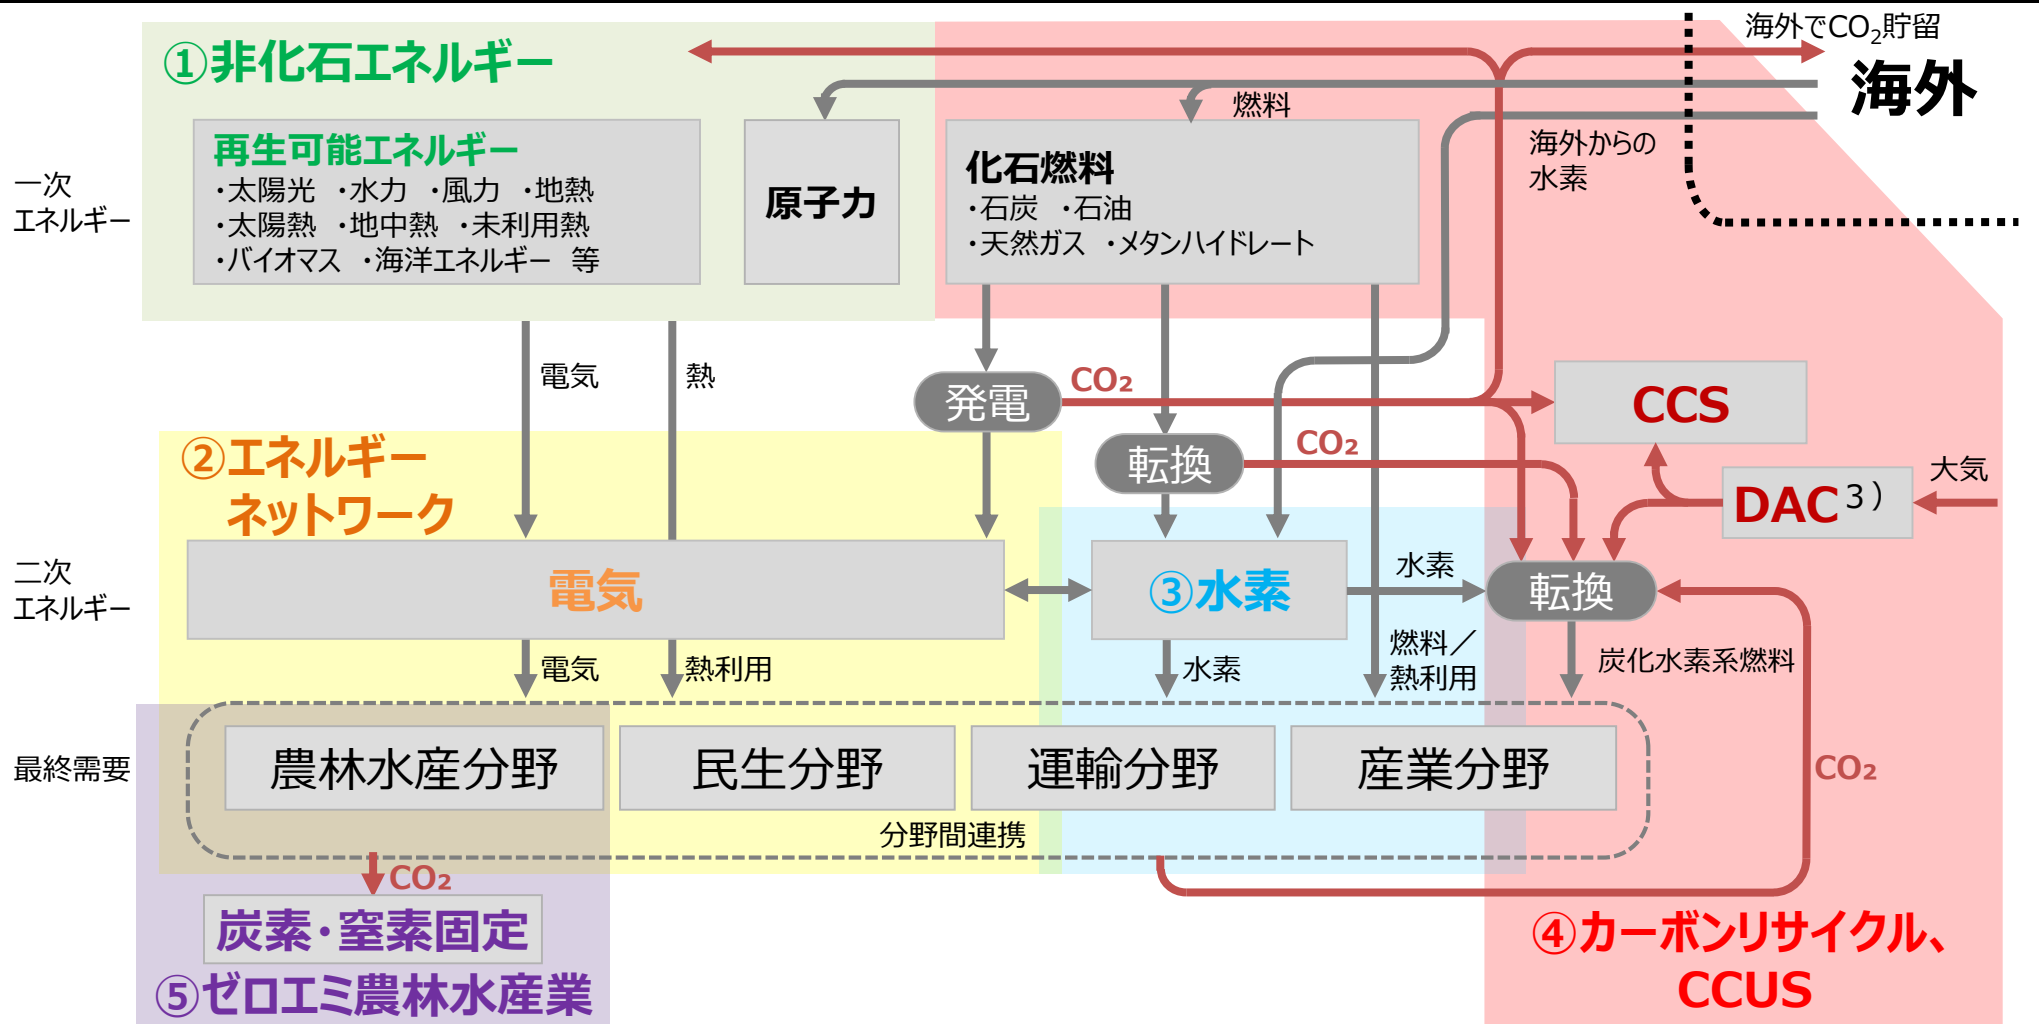 ①非化石エネルギー
海外でCO₂貯留
海外
燃料
海外からの
水素
一次
エネルギー
再生可能エネルギー
・太陽光 ・水力 ・風力 ・地熱
・太陽熱 ・地中熱 ・未利用熱
・バイオマス ・海洋エネルギー 等
原子力
化石燃料
・石炭 ・石油
・天然ガス ・メタンハイドレート
電気
熱
発電
CO₂
CCS
②エネルギー
ネットワーク
転換
CO₂
DAC³⁾
大気
二次
エネルギー
電気
③水素
水素
転換
電気
熱利用
水素
燃料／
熱利用
炭化水素系燃料
最終需要
農林水産分野
民生分野
運輸分野
産業分野
CO₂
分野間連携
CO₂
炭素・窒素固定
⑤ゼロエミ農林水産業
④カーボンリサイクル、
CCUS